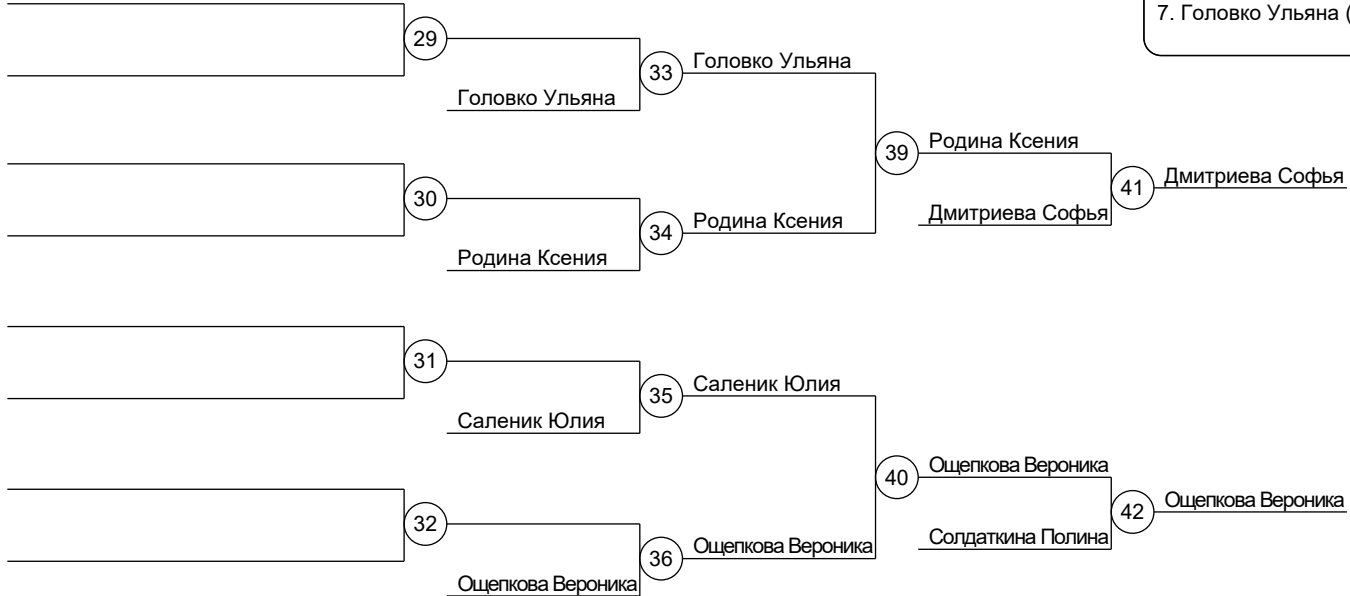 7. Головко Ульяна (
29
33
Головко Ульяна
Головко Ульяна
39
Родина Ксения
41
Дмитриева Софья
30
34
Родина Ксения
Дмитриева Софья
Родина Ксения
31
35
Саленик Юлия
Саленик Юлия
40
Ощепкова Вероника
42
Ощепкова Вероника
32
36
Ощепкова Вероника
Солдаткина Полина
Ощепкова Вероника